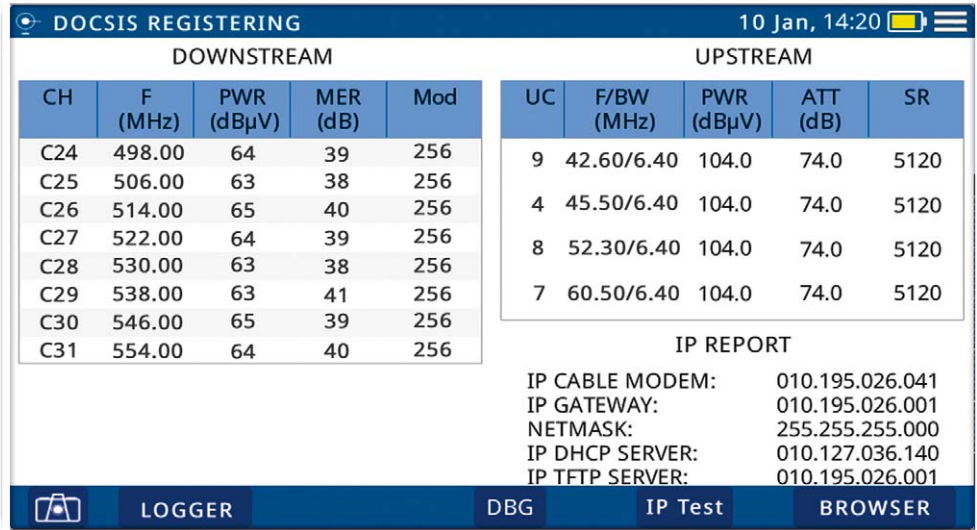 DOCSIS REGISTERING 10 Jan, 14:20
DOWNSTREAM
CH F (MHz) PWR (dBµV) MER (dB) Mod
C24 498.00 64 39 256
C25 506.00 63 38 256
C26 514.00 65 40 256
C27 522.00 64 39 256
C28 530.00 63 38 256
C29 538.00 63 41 256
C30 546.00 65 39 256
C31 554.00 64 40 256
UPSTREAM
UC F/BW (MHz) PWR (dBµV) ATT (dB) SR
9 42.60/6.40 104.0 74.0 5120
4 45.50/6.40 104.0 74.0 5120
8 52.30/6.40 104.0 74.0 5120
7 60.50/6.40 104.0 74.0 5120
IP REPORT
IP CABLE MODEM: 010.195.026.041
IP GATEWAY: 010.195.026.001
NETMASK: 255.255.255.000
IP DHCP SERVER: 010.127.036.140
IP TFTP SERVER: 010.195.026.001
LOGGER DBG IP Test BROWSER